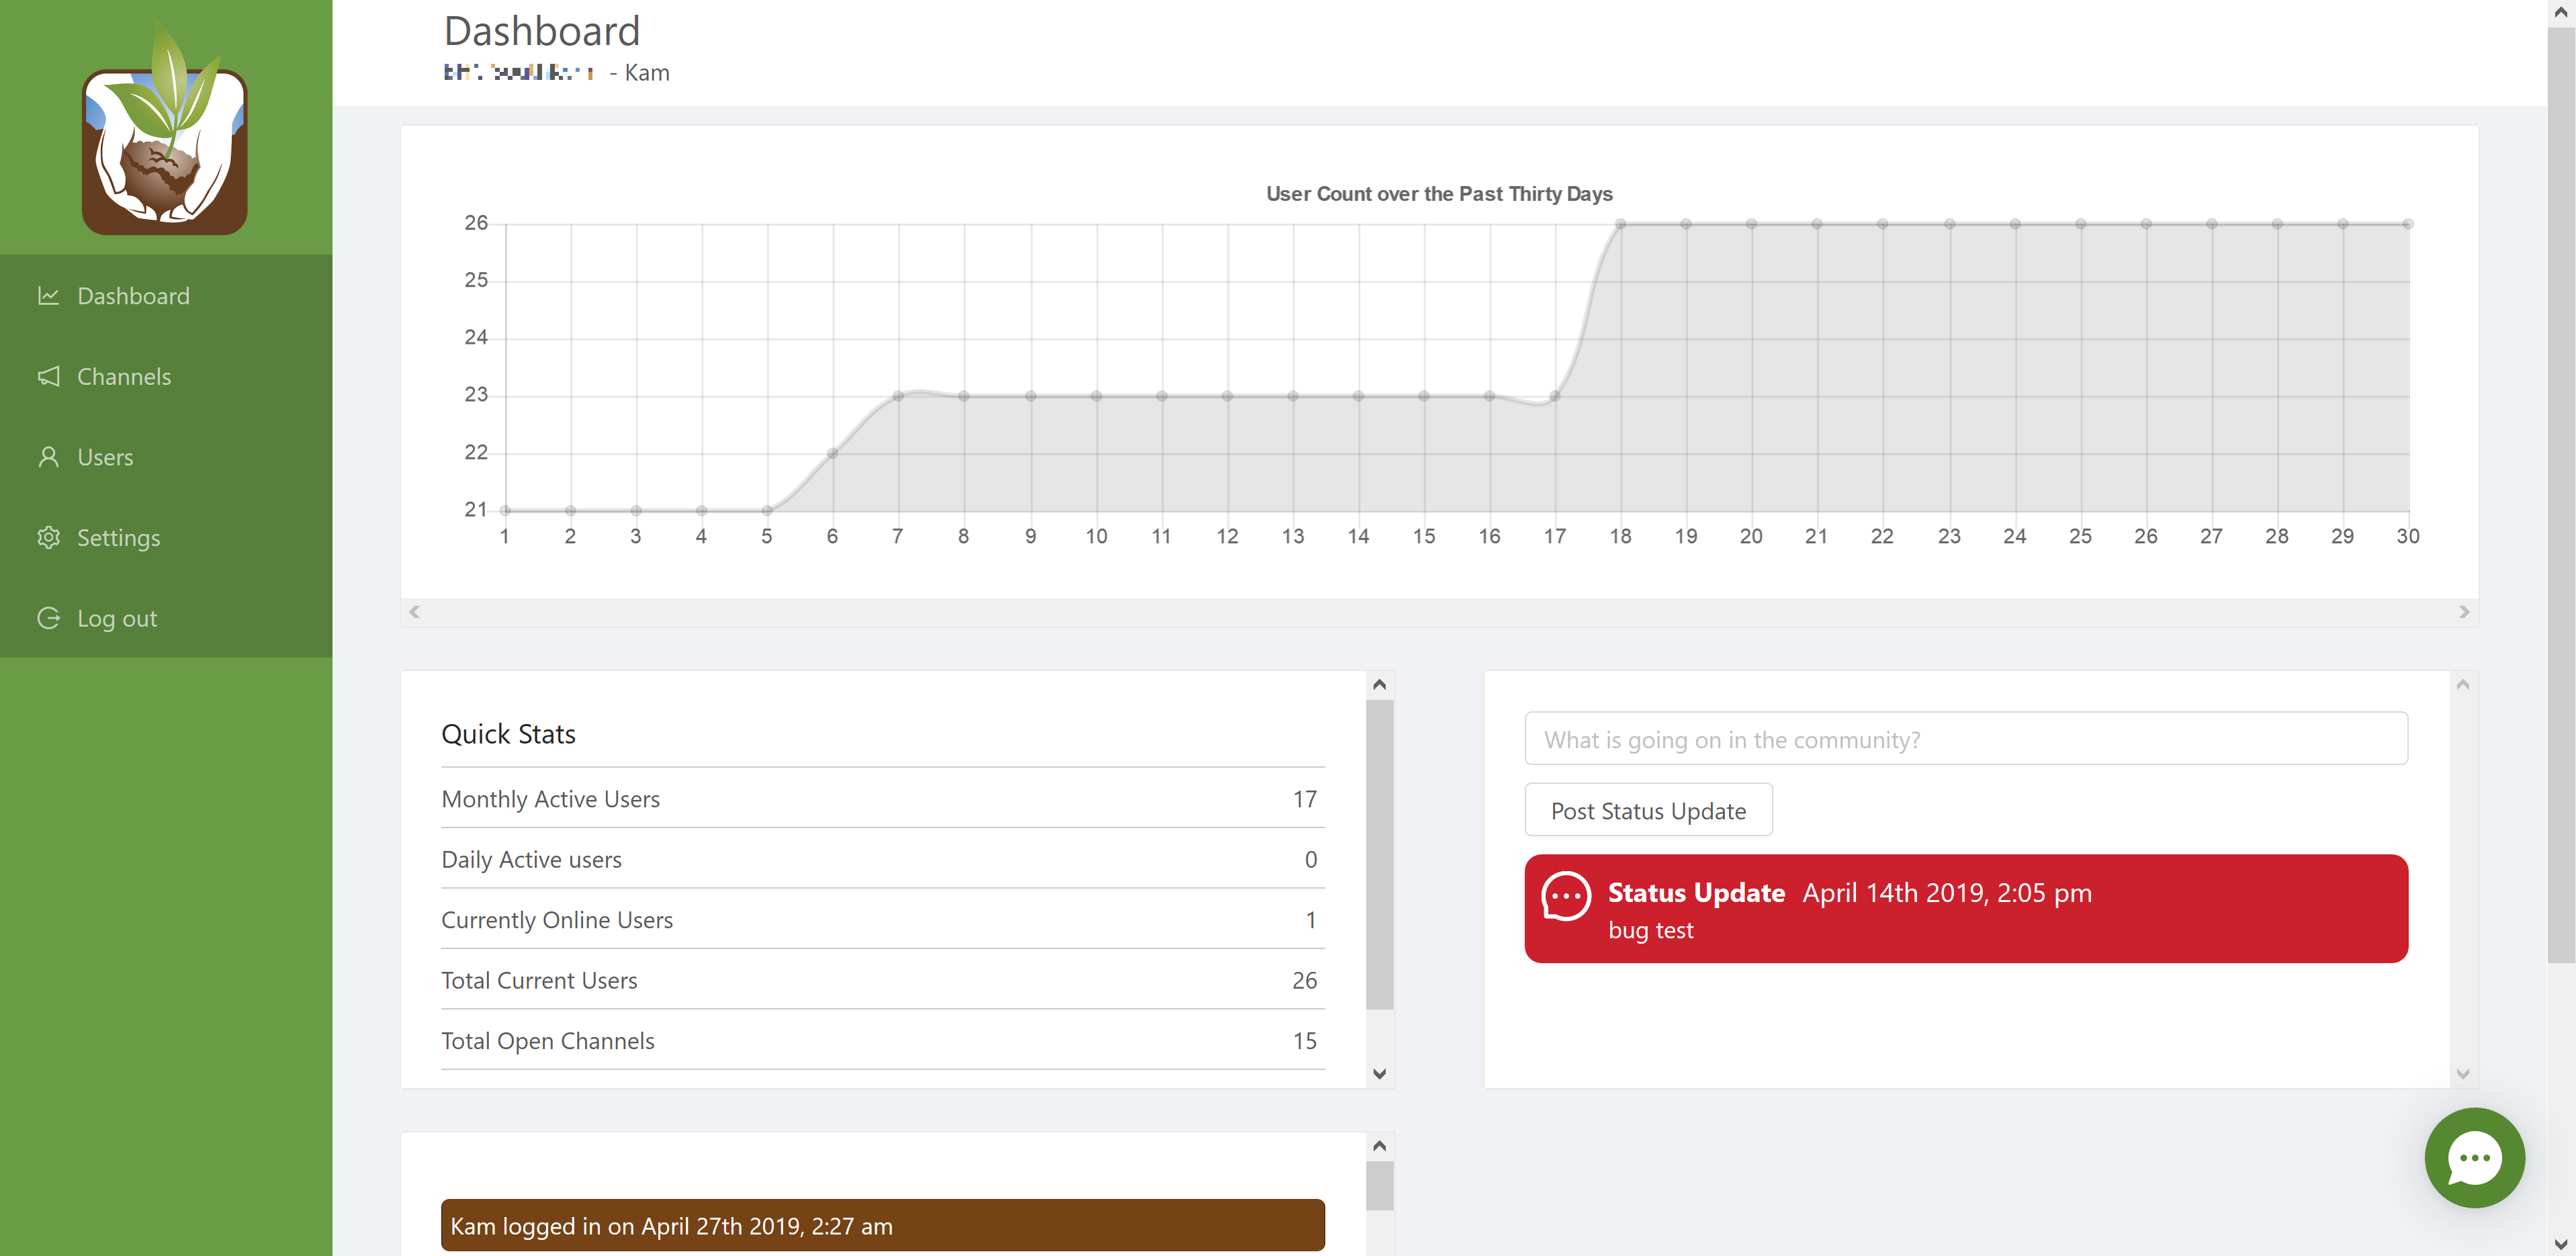 Dashboard
- Kam
Dashboard
Channels
Users
Settings
Log out
User Count over the Past Thirty Days
26
25
24
23
22
21
1 2 3 4 5 6 7 8 9 10 11 12 13 14 15 16 17 18 19 20 21 22 23 24 25 26 27 28 29 30
Quick Stats
Monthly Active Users 17
Daily Active users 0
Currently Online Users 1
Total Current Users 26
Total Open Channels 15
What is going on in the community?
Post Status Update
Status Update April 14th 2019, 2:05 pm
bug test
Kam logged in on April 27th 2019, 2:27 am